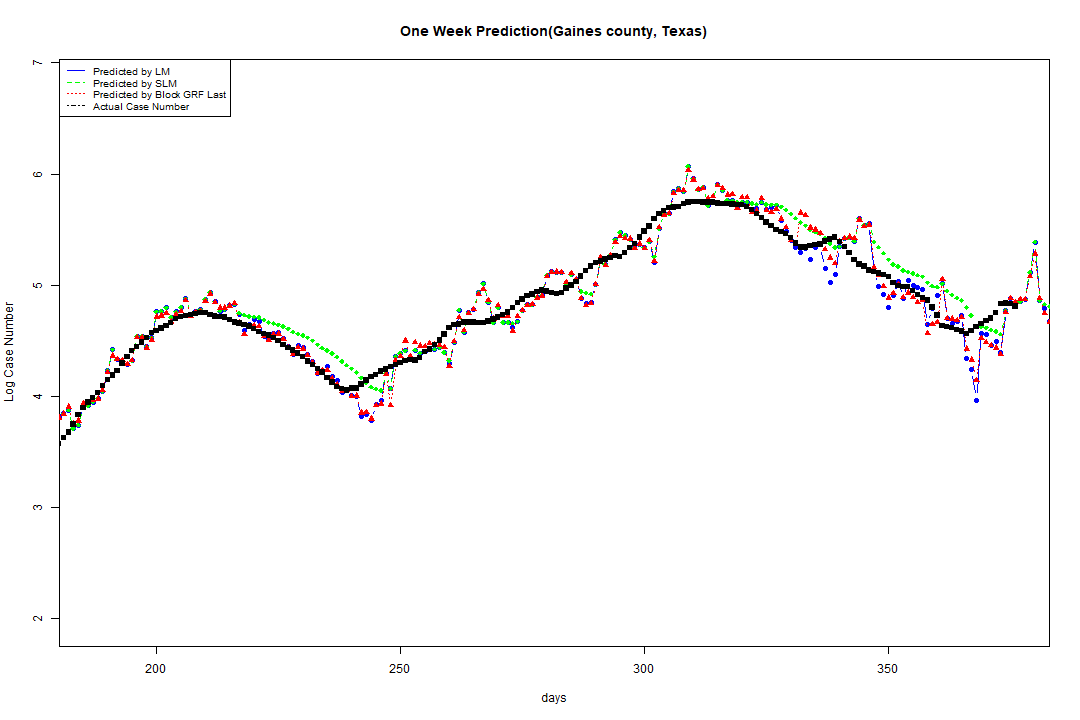 One Week Prediction(Gaines county, Texas)
7
Predicted by LM
Predicted by SLM
Predicted by Block GRF Last
Actual Case Number
6
5
4
3
2
Log Case Number
200
250
300
350
days